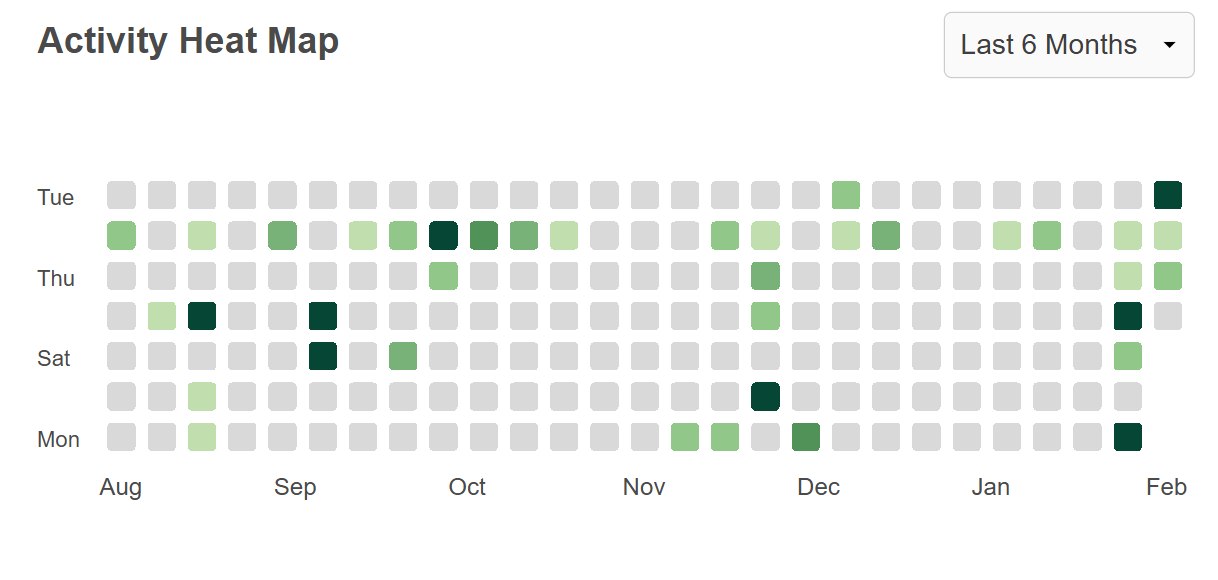 Activity Heat Map
Last 6 Months
Tue
Thu
Sat
Mon
Aug Sep Oct Nov Dec Jan Feb